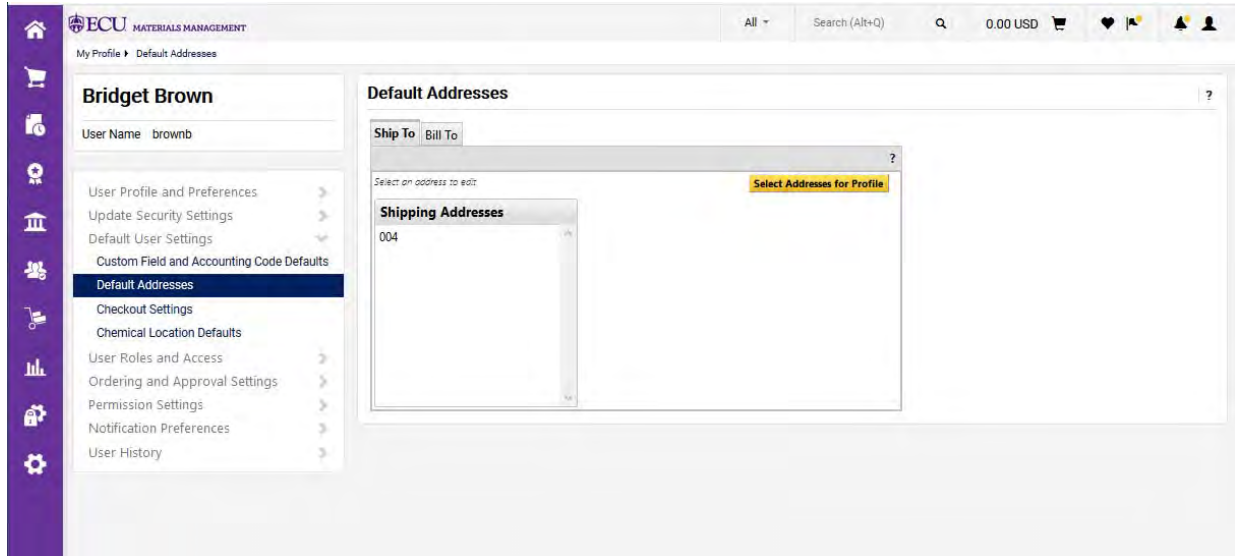 ECU MATERIALS MANAGEMENT
All
Search (Alt+Q)
0.00 USD
My Profile
Default Addresses
Bridget Brown
User Name brownb
User Profile and Preferences
Update Security Settings
Default User Settings
Custom Field and Accounting Code Defaults
Default Addresses
Checkout Settings
Chemical Location Defaults
User Roles and Access
Ordering and Approval Settings
Permission Settings
Notification Preferences
User History
Default Addresses
?
Ship To
Bill To
?
Select an address to edit
Select Addresses for Profile
Shipping Addresses
004